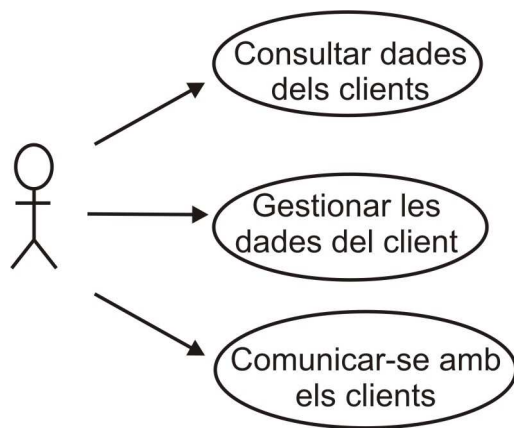 Consultar dades
dels clients
Gestionar les
dades del client
Comunicar-se amb
els clients